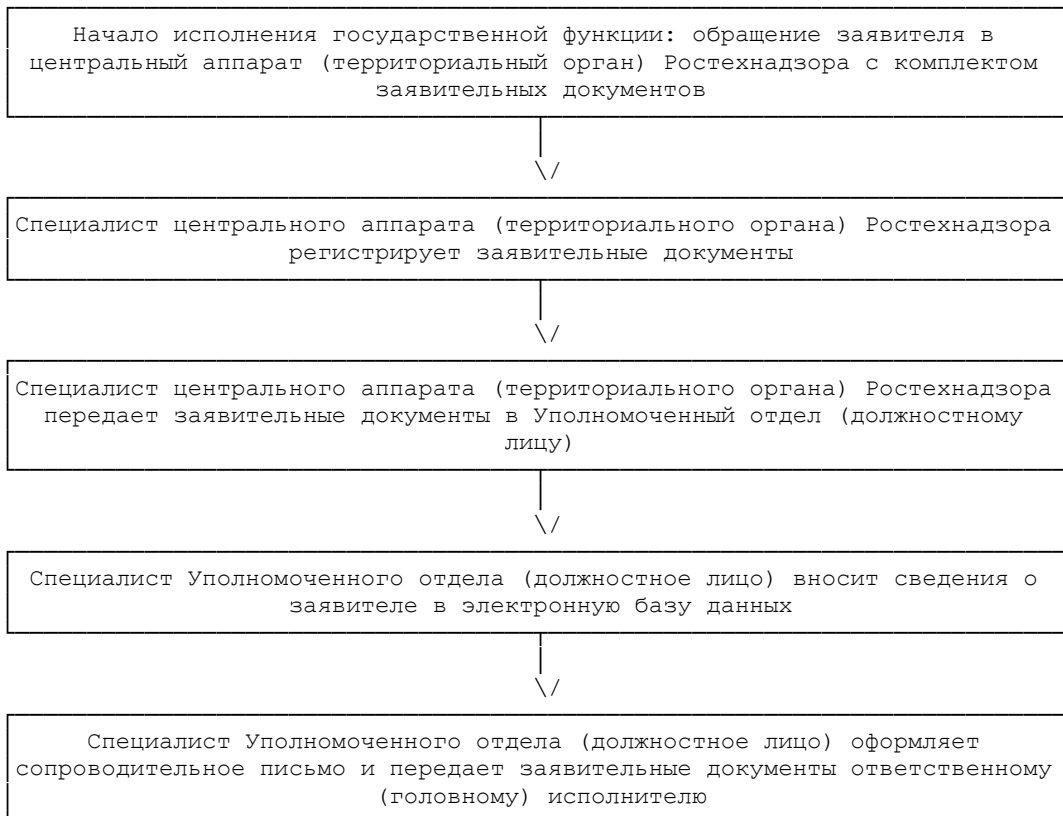 Начало исполнения государственной функции: обращение заявителя в
центральный аппарат (территориальный орган) Ростехнадзора с комплектом
заявительных документов
\/
Специалист центрального аппарата (территориального органа) Ростехнадзора
регистрирует заявительные документы
\/
Специалист центрального аппарата (территориального органа) Ростехнадзора
передает заявительные документы в Уполномоченный отдел (должностному
лицу)
\/
Специалист Уполномоченного отдела (должностное лицо) вносит сведения о
заявителе в электронную базу данных
\/
Специалист Уполномоченного отдела (должностное лицо) оформляет
сопроводительное письмо и передает заявительные документы ответственному
(головному) исполнителю